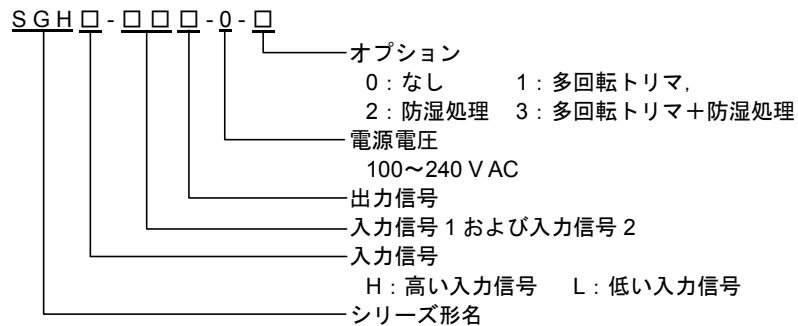 SGH□-□□□-0-□
オプション
0：なし　1：多回転トリマ,
2：防湿処理　3：多回転トリマ＋防湿処理
電源電圧
100～240 V AC
出力信号
入力信号 1 および入力信号 2
入力信号
H：高い入力信号　L：低い入力信号
シリーズ形名